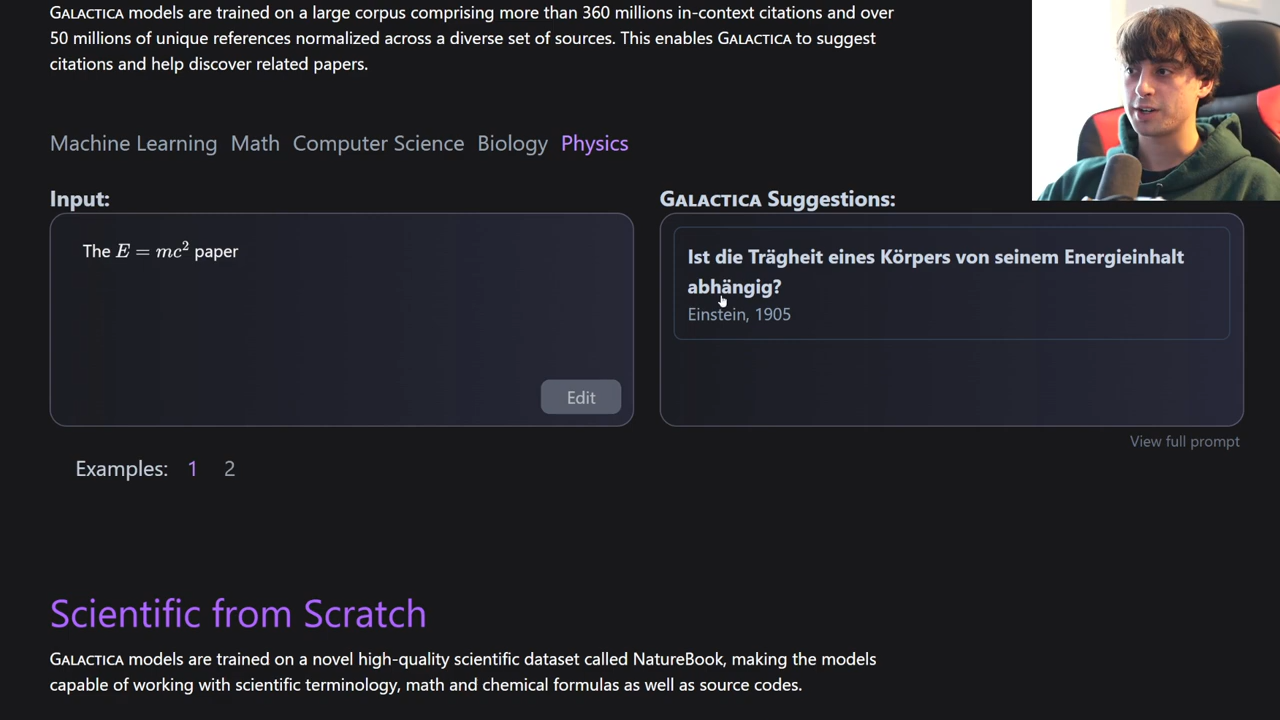 GALACTICA models are trained on a large corpus comprising more than 360 millions in-context citations and over
50 millions of unique references normalized across a diverse set of sources. This enables GALACTICA to suggest
citations and help discover related papers.
Machine Learning Math Computer Science Biology Physics
Input:
The E = mc² paper
Edit
Examples: 1 2
GALACTICA Suggestions:
Ist die Trägheit eines Körpers von seinem Energieinhalt
abhängig?
Einstein, 1905
View full prompt
Scientific from Scratch
GALACTICA models are trained on a novel high-quality scientific dataset called NatureBook, making the models
capable of working with scientific terminology, math and chemical formulas as well as source codes.